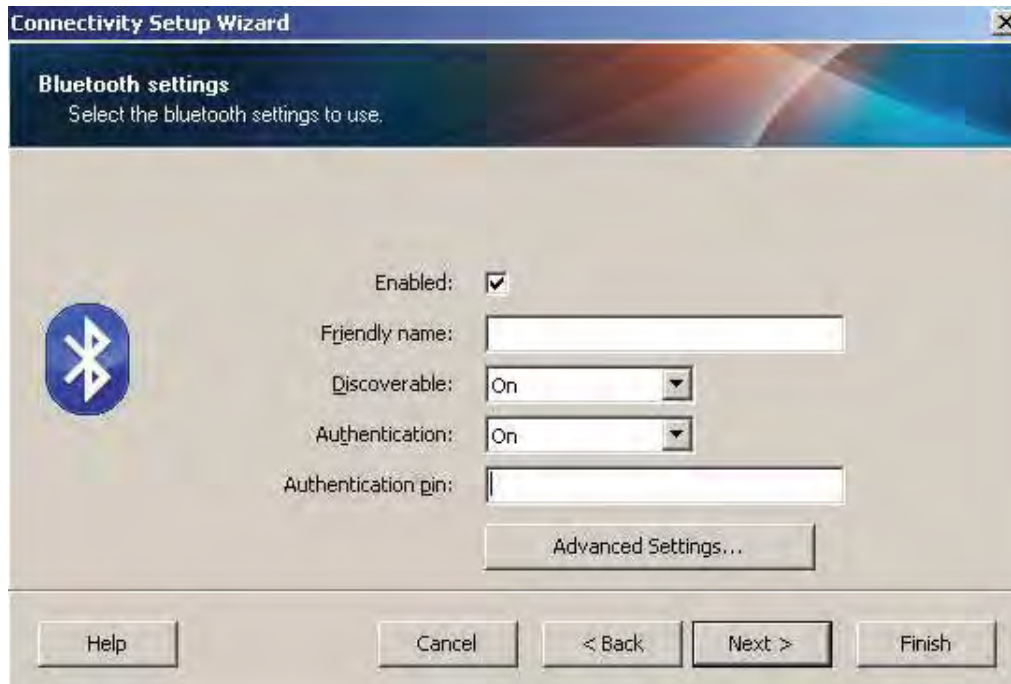 Connectivity Setup Wizard
Bluetooth settings
Select the bluetooth settings to use.
Enabled:
Friendly name:
Discoverable: On
Authentication: On
Authentication pin:
Advanced Settings...
Help Cancel < Back Next > Finish